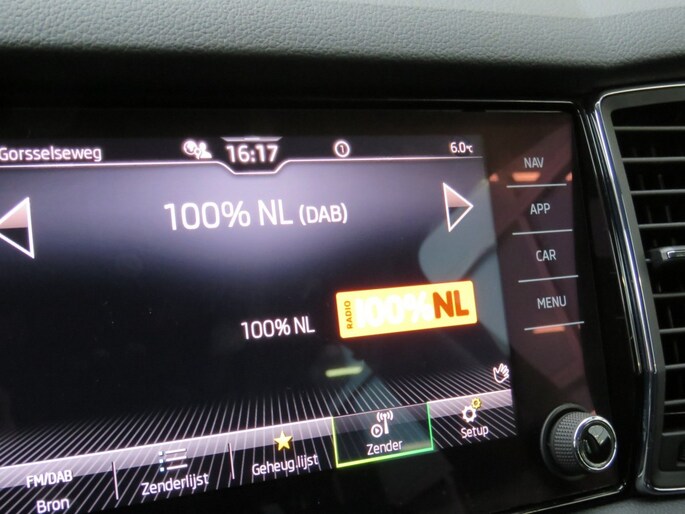 Gorsselseweg 16:17 1 6.0℃
NAV
100% NL (DAB)
APP
CAR
100% NL
RADIO 100% NL
MENU
FM/DAB
Bron
Zenderlijst
Geheug.lijst
Zender
Setup